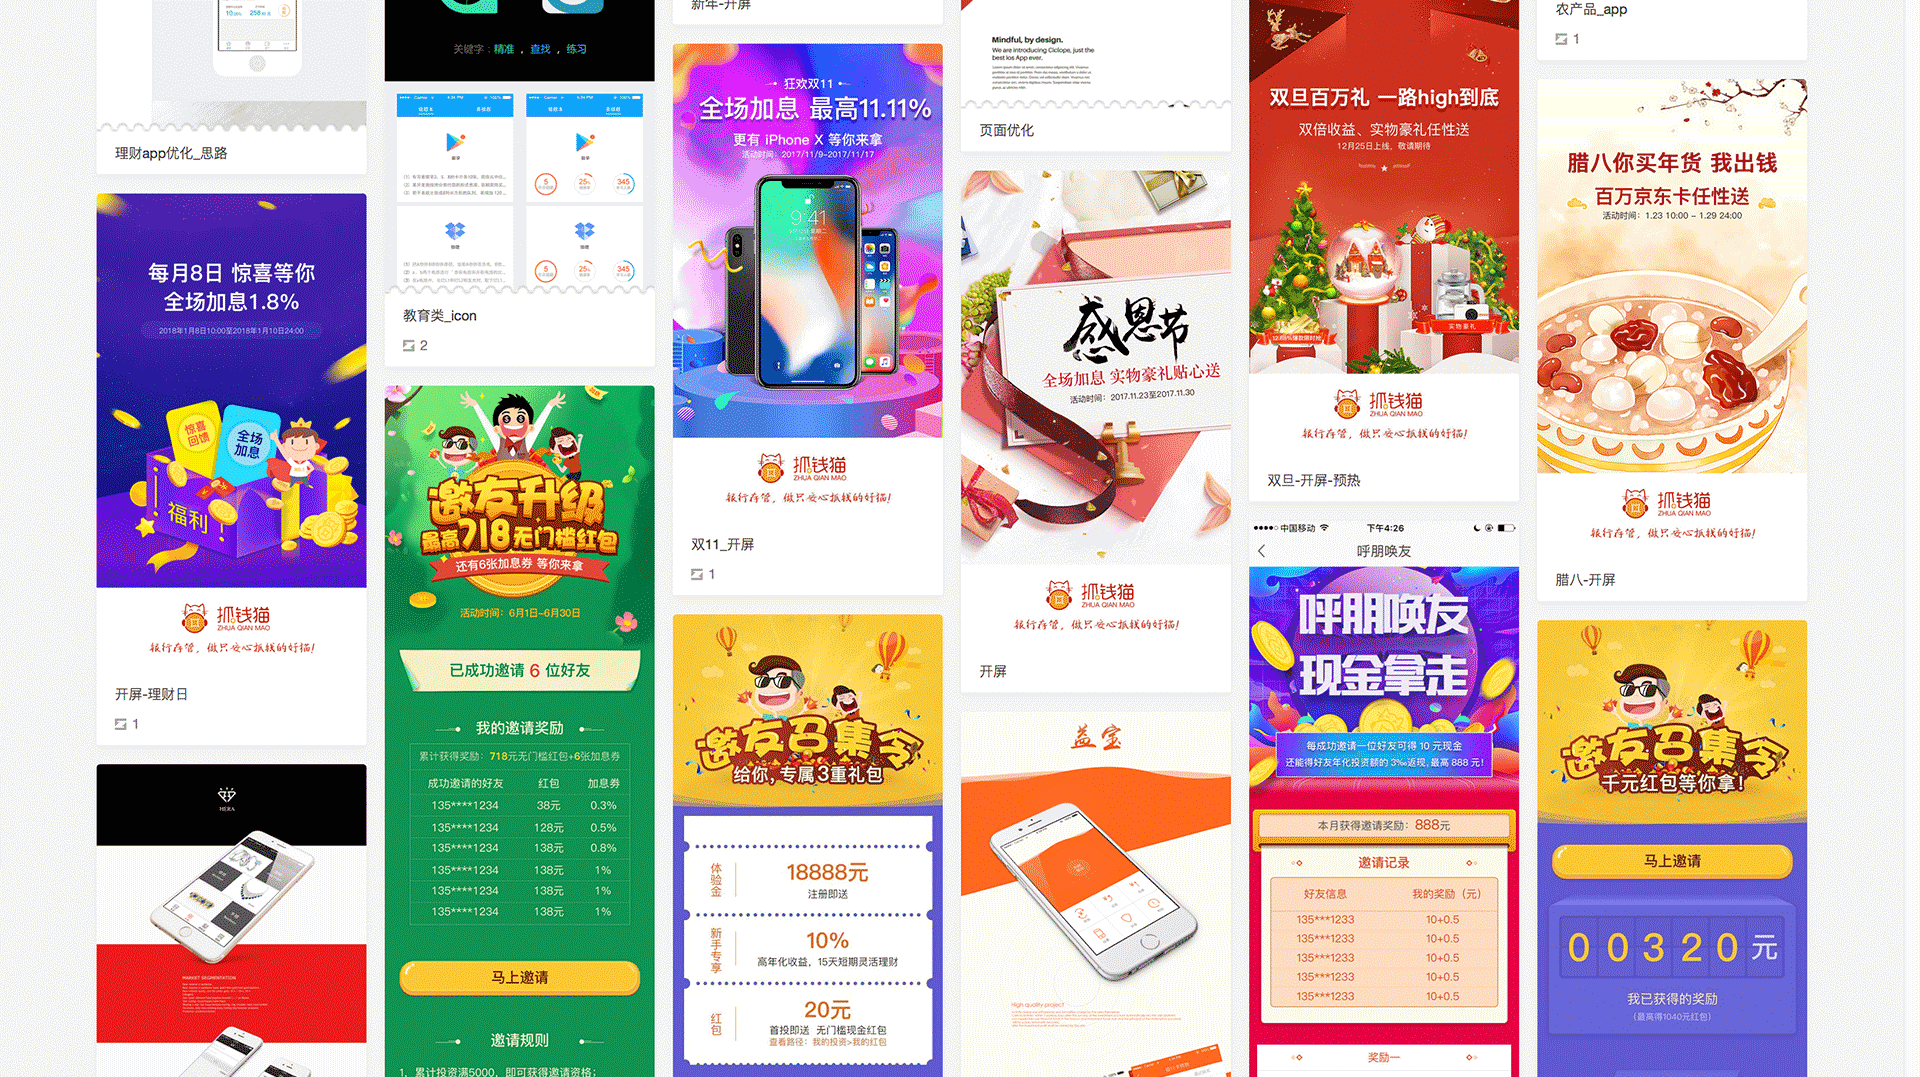 理财app优化_思路
每月8日 惊喜等你
全场加息1.8%
2018年1月8日10:00至2018年1月10日24:00
惊喜
回馈
全场
加息
福利
抓钱猫
ZHUA QIAN MAO
银行存管，做只安心抓钱的好猫！
开屏-理财日
1
HERA
MARKET SEGMENTATION
关键字：精准 ，查找 ，练习
教育类_icon
2
邀友升级
最高718无门槛红包
还有6张加息券 等你来拿
活动时间：6月1日~6月30日
已成功邀请 6 位好友
我的邀请奖励
累计获得奖励：718元无门槛红包+6张加息券
成功邀请的好友 红包 加息券
135****1234 38元 0.3%
135****1234 128元 0.5%
135****1234 138元 0.8%
135****1234 138元 1%
135****1234 138元 1%
135****1234 138元 1%
马上邀请
邀请规则
1、累计投资满5000，即可获得邀请资格；
新年-开屏
狂欢双11
全场加息 最高11.11%
更有 iPhone X 等你来拿
活动时间：2017/11/9-2017/11/17
9:41
抓钱猫
ZHUA QIAN MAO
银行存管，做只安心抓钱的好猫！
双11_开屏
1
邀友召集令
给你，专属3重礼包
体验金
18888元
注册即送
新手专享
10%
高年化收益，15天短期灵活理财
红包
20元
首投即送 无门槛现金红包
查看路径：我的投资>我的红包
Mindful, by design.
We are introducing Ciclope, just the
best Ios App ever.
页面优化
感恩节
全场加息 实物豪礼贴心送
活动时间：2017.11.23至2017.11.30
抓钱猫
ZHUA QIAN MAO
银行存管，做只安心抓钱的好猫！
开屏
益宝
High quality project
双旦百万礼 一路high到底
双倍收益、实物豪礼任性送
12月25日上线，敬请期待
实物豪礼
抓钱猫
ZHUA QIAN MAO
银行存管，做只安心抓钱的好猫！
双旦-开屏-预热
中国移动 下午4:26
呼朋唤友
呼朋唤友
现金拿走
每成功邀请一位好友可得 10 元现金
还能得好友年化投资额的 3‰返现，最高 888 元！
本月获得邀请奖励：888元
邀请记录
好友信息 我的奖励（元）
135***1233 10+0.5
135***1233 10+0.5
135***1233 10+0.5
135***1233 10+0.5
135***1233 10+0.5
奖励一
农产品_app
1
腊八你买年货 我出钱
百万京东卡任性送
活动时间：1.23 10:00 ~ 1.29 24:00
抓钱猫
ZHUA QIAN MAO
银行存管，做只安心抓钱的好猫！
腊八-开屏
邀友召集令
千元红包等你拿！
马上邀请
00320元
我已获得的奖励
（最高得1040元红包）